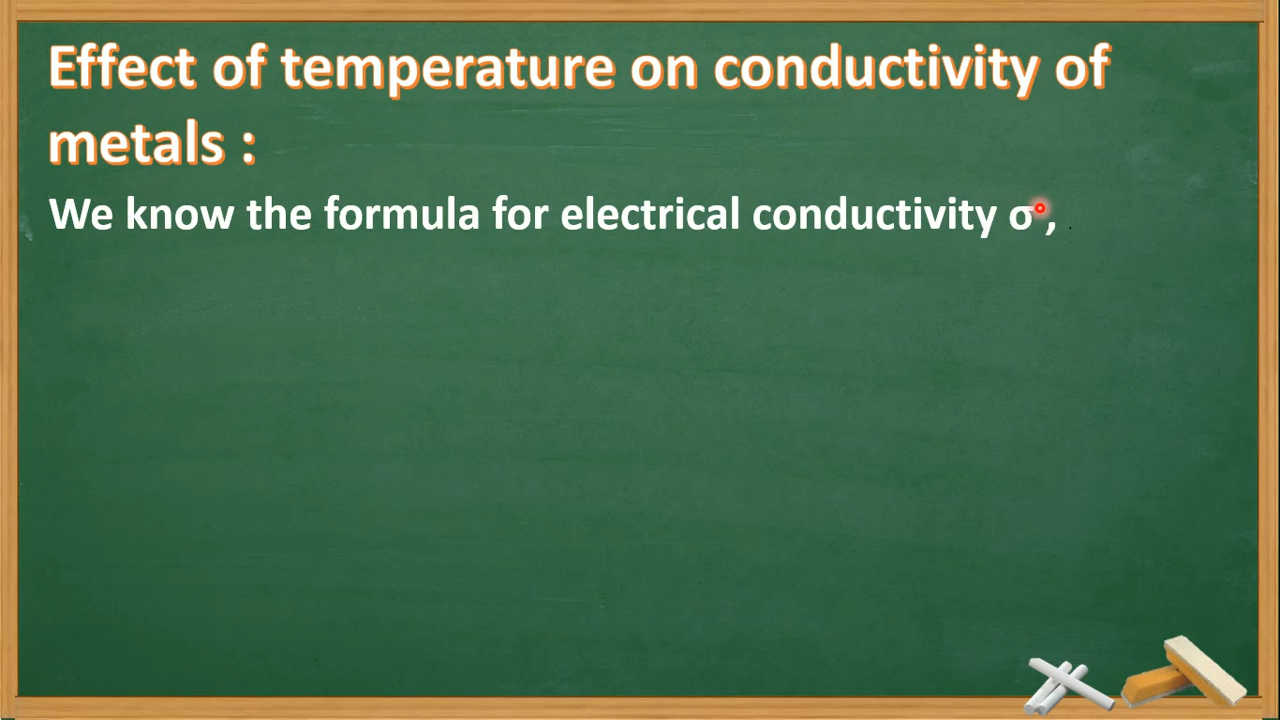 Effect of temperature on conductivity of
metals :
We know the formula for electrical conductivity σ,